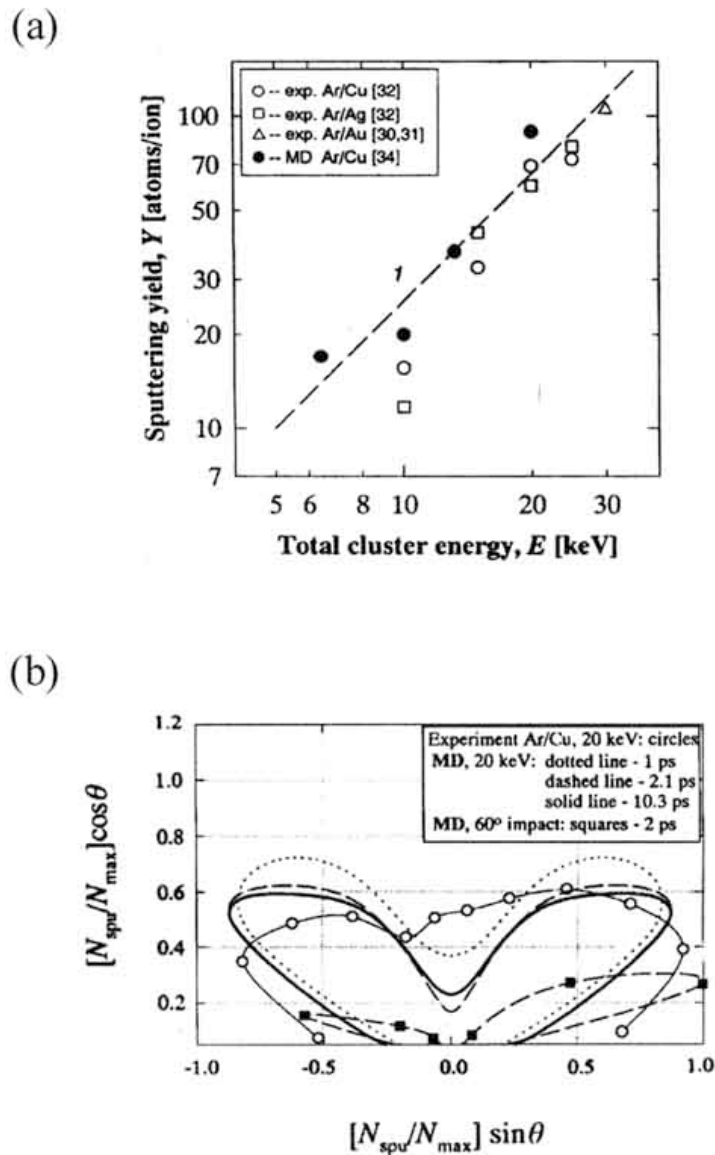 (a)
○ -- exp. Ar/Cu [32]
□ -- exp. Ar/Ag [32]
△ -- exp. Ar/Au [30,31]
● -- MD Ar/Cu [34]
Sputtering yield, Y [atoms/ion]
100
70
50
30
20
10
7
1
5 6 8 10 20 30
Total cluster energy, E [keV]
(b)
Experiment Ar/Cu, 20 keV: circles
MD, 20 keV: dotted line - 1 ps
dashed line - 2.1 ps
solid line - 10.3 ps
MD, 60° impact: squares - 2 ps
[N_spu/N_max]cosθ
1.2
1.0
0.8
0.6
0.4
0.2
-1.0 -0.5 0.0 0.5 1.0
[N_spu/N_max] sinθ